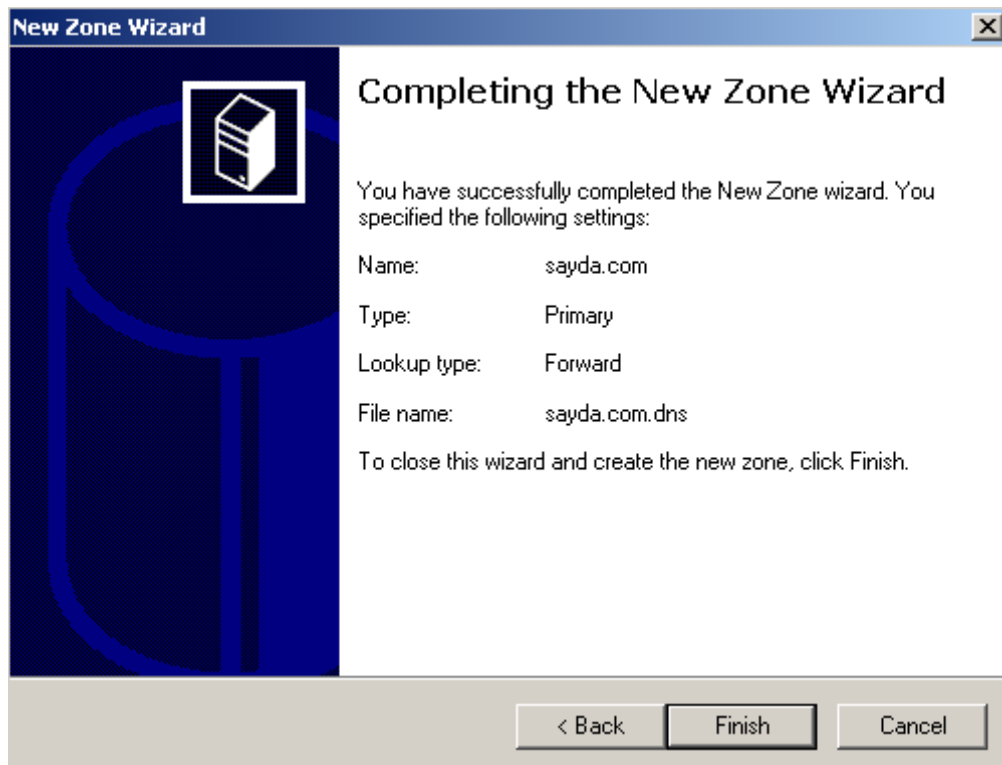 New Zone Wizard
Completing the New Zone Wizard
You have successfully completed the New Zone wizard. You
specified the following settings:
Name: sayda.com
Type: Primary
Lookup type: Forward
File name: sayda.com.dns
To close this wizard and create the new zone, click Finish.
< Back Finish Cancel